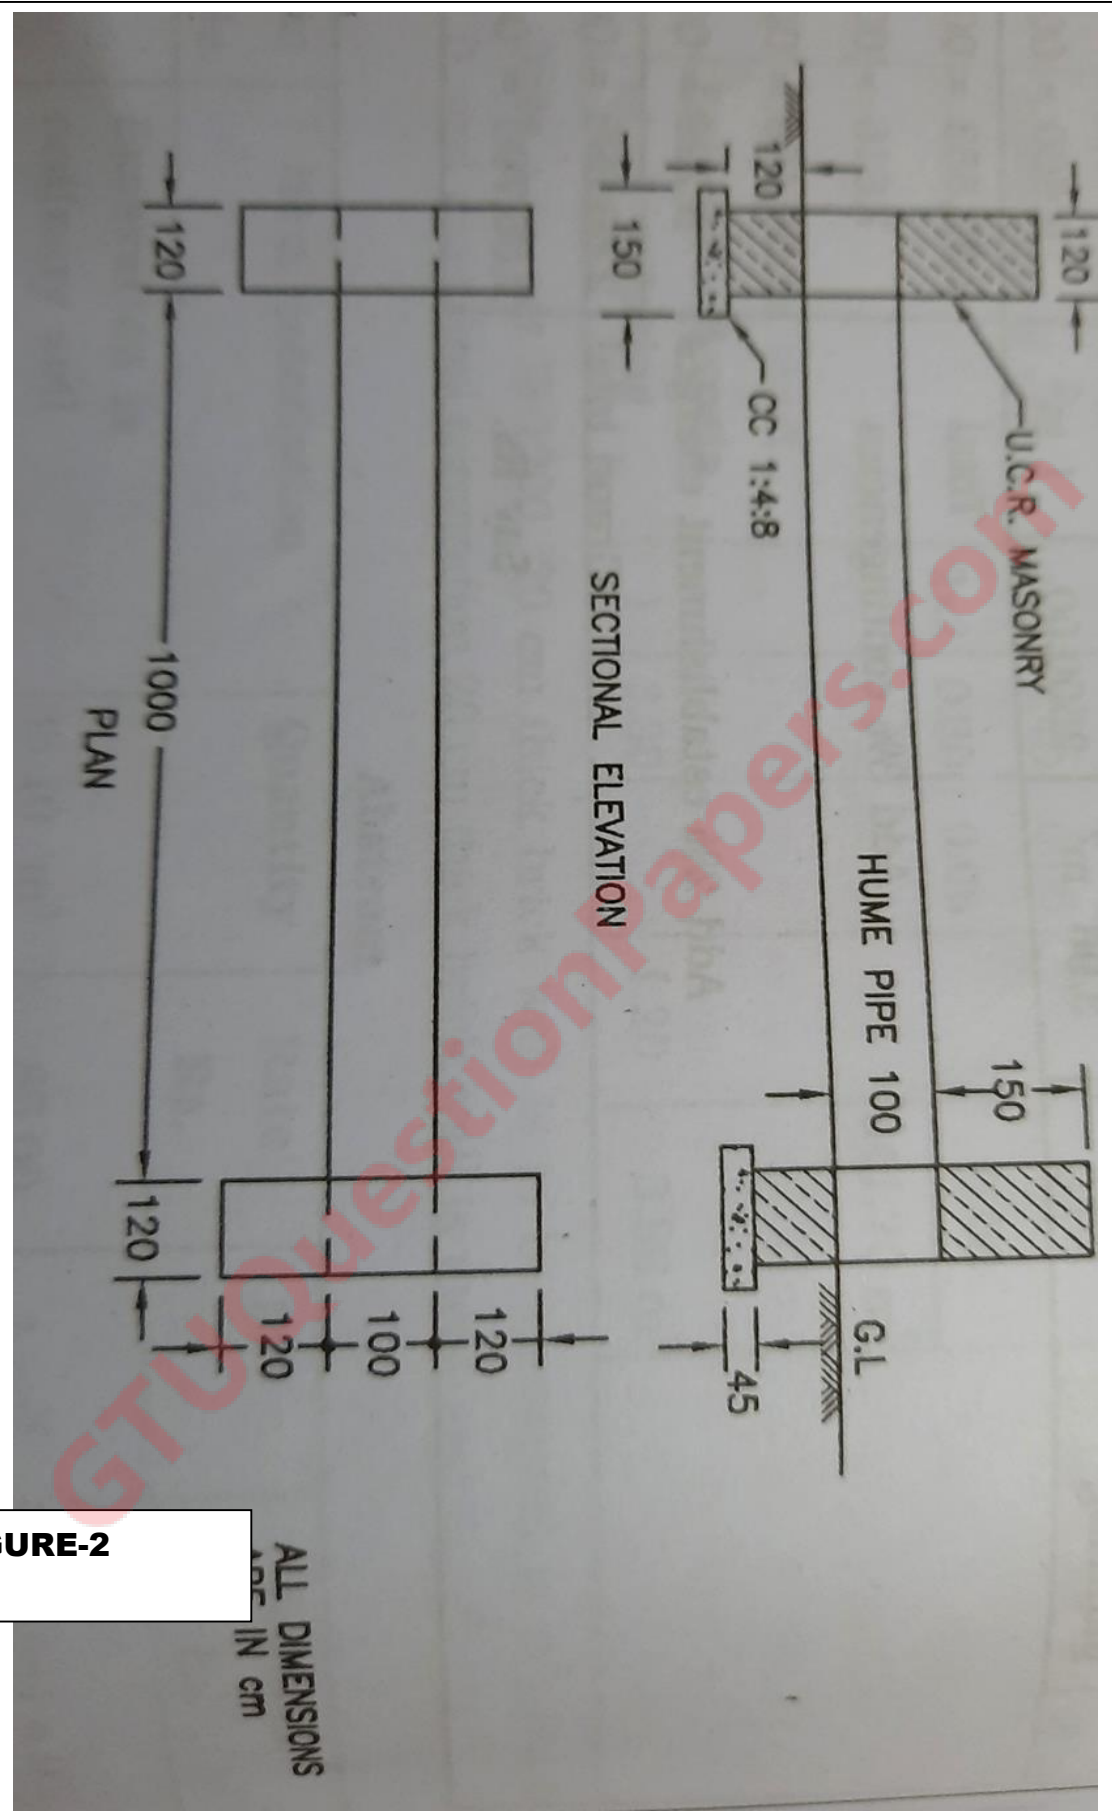 120
U.C.R. MASONRY
150
HUME PIPE 100
120
G.L
CC 1:4:8
45
150
SECTIONAL ELEVATION
120
100
120
120
1000
120
PLAN
ALL DIMENSIONS
ARE IN cm
GURE-2
GTUQuestionPapers.com